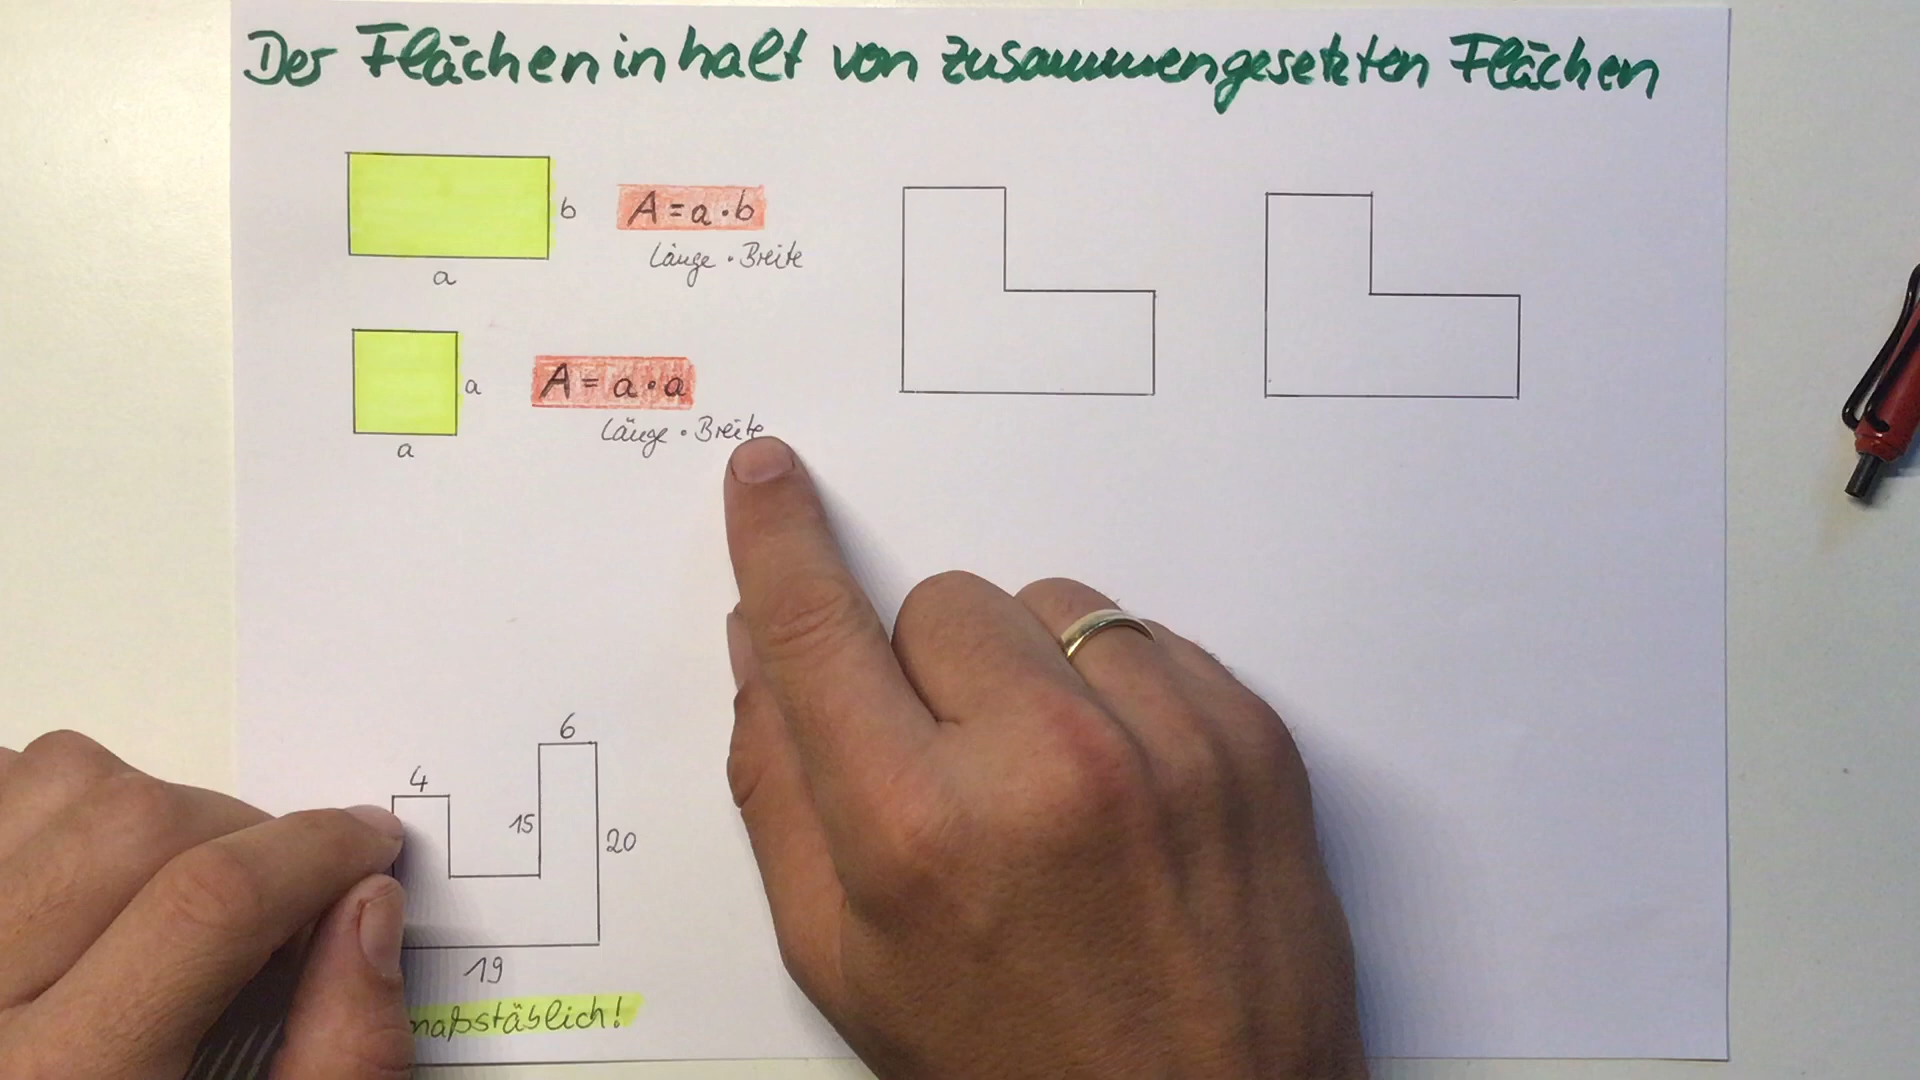 Der Flächeninhalt von zusammengesetzten Flächen
b
A = a · b
Länge · Breite
a
a
A = a · a
Länge · Breite
a
6
4
15
20
19
maßstäblich!